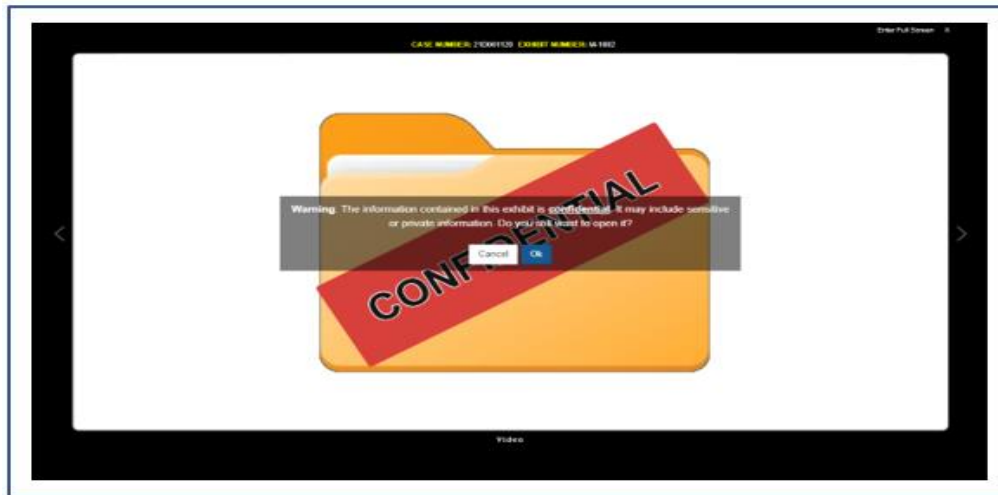 Enter Full Screen X
CASE NUMBER: 21D001120 EXHIBIT NUMBER: M-1002
Warning: The information contained in this exhibit is confidential. It may include sensitive
or private information. Do you still want to open it?
Cancel Ok
CONFIDENTIAL
Video